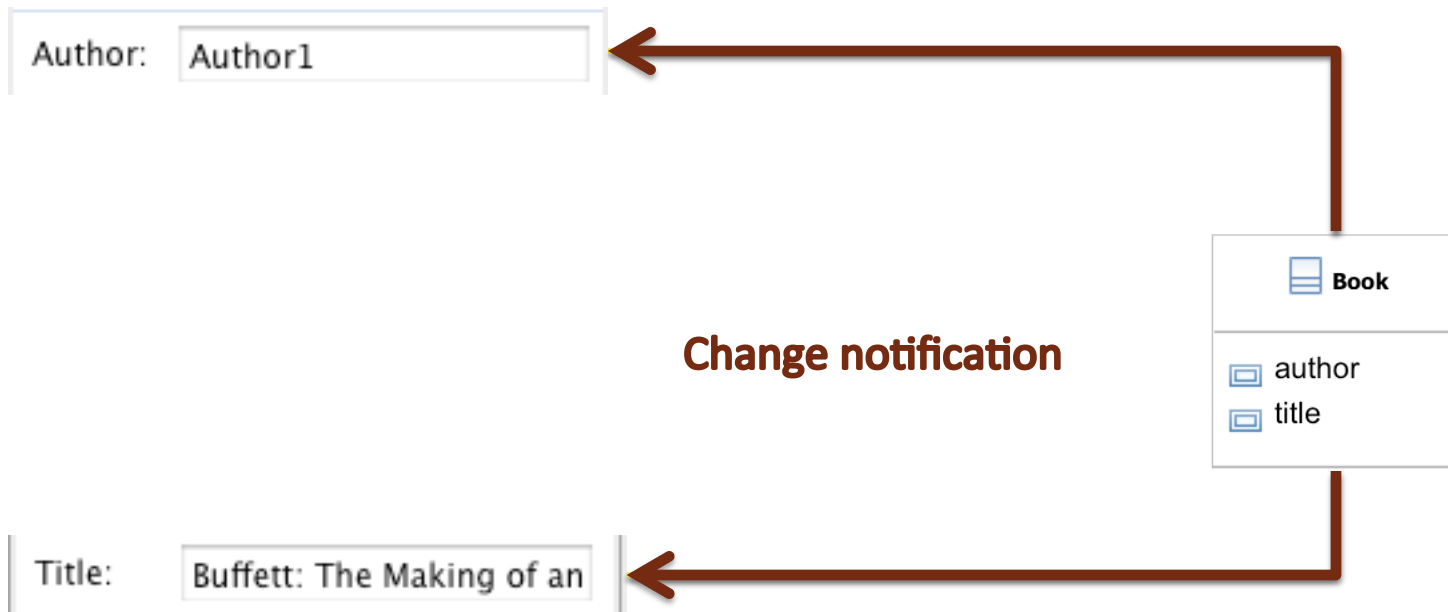 Author: Author1
Book
Change notification
author
title
Title: Buffett: The Making of an